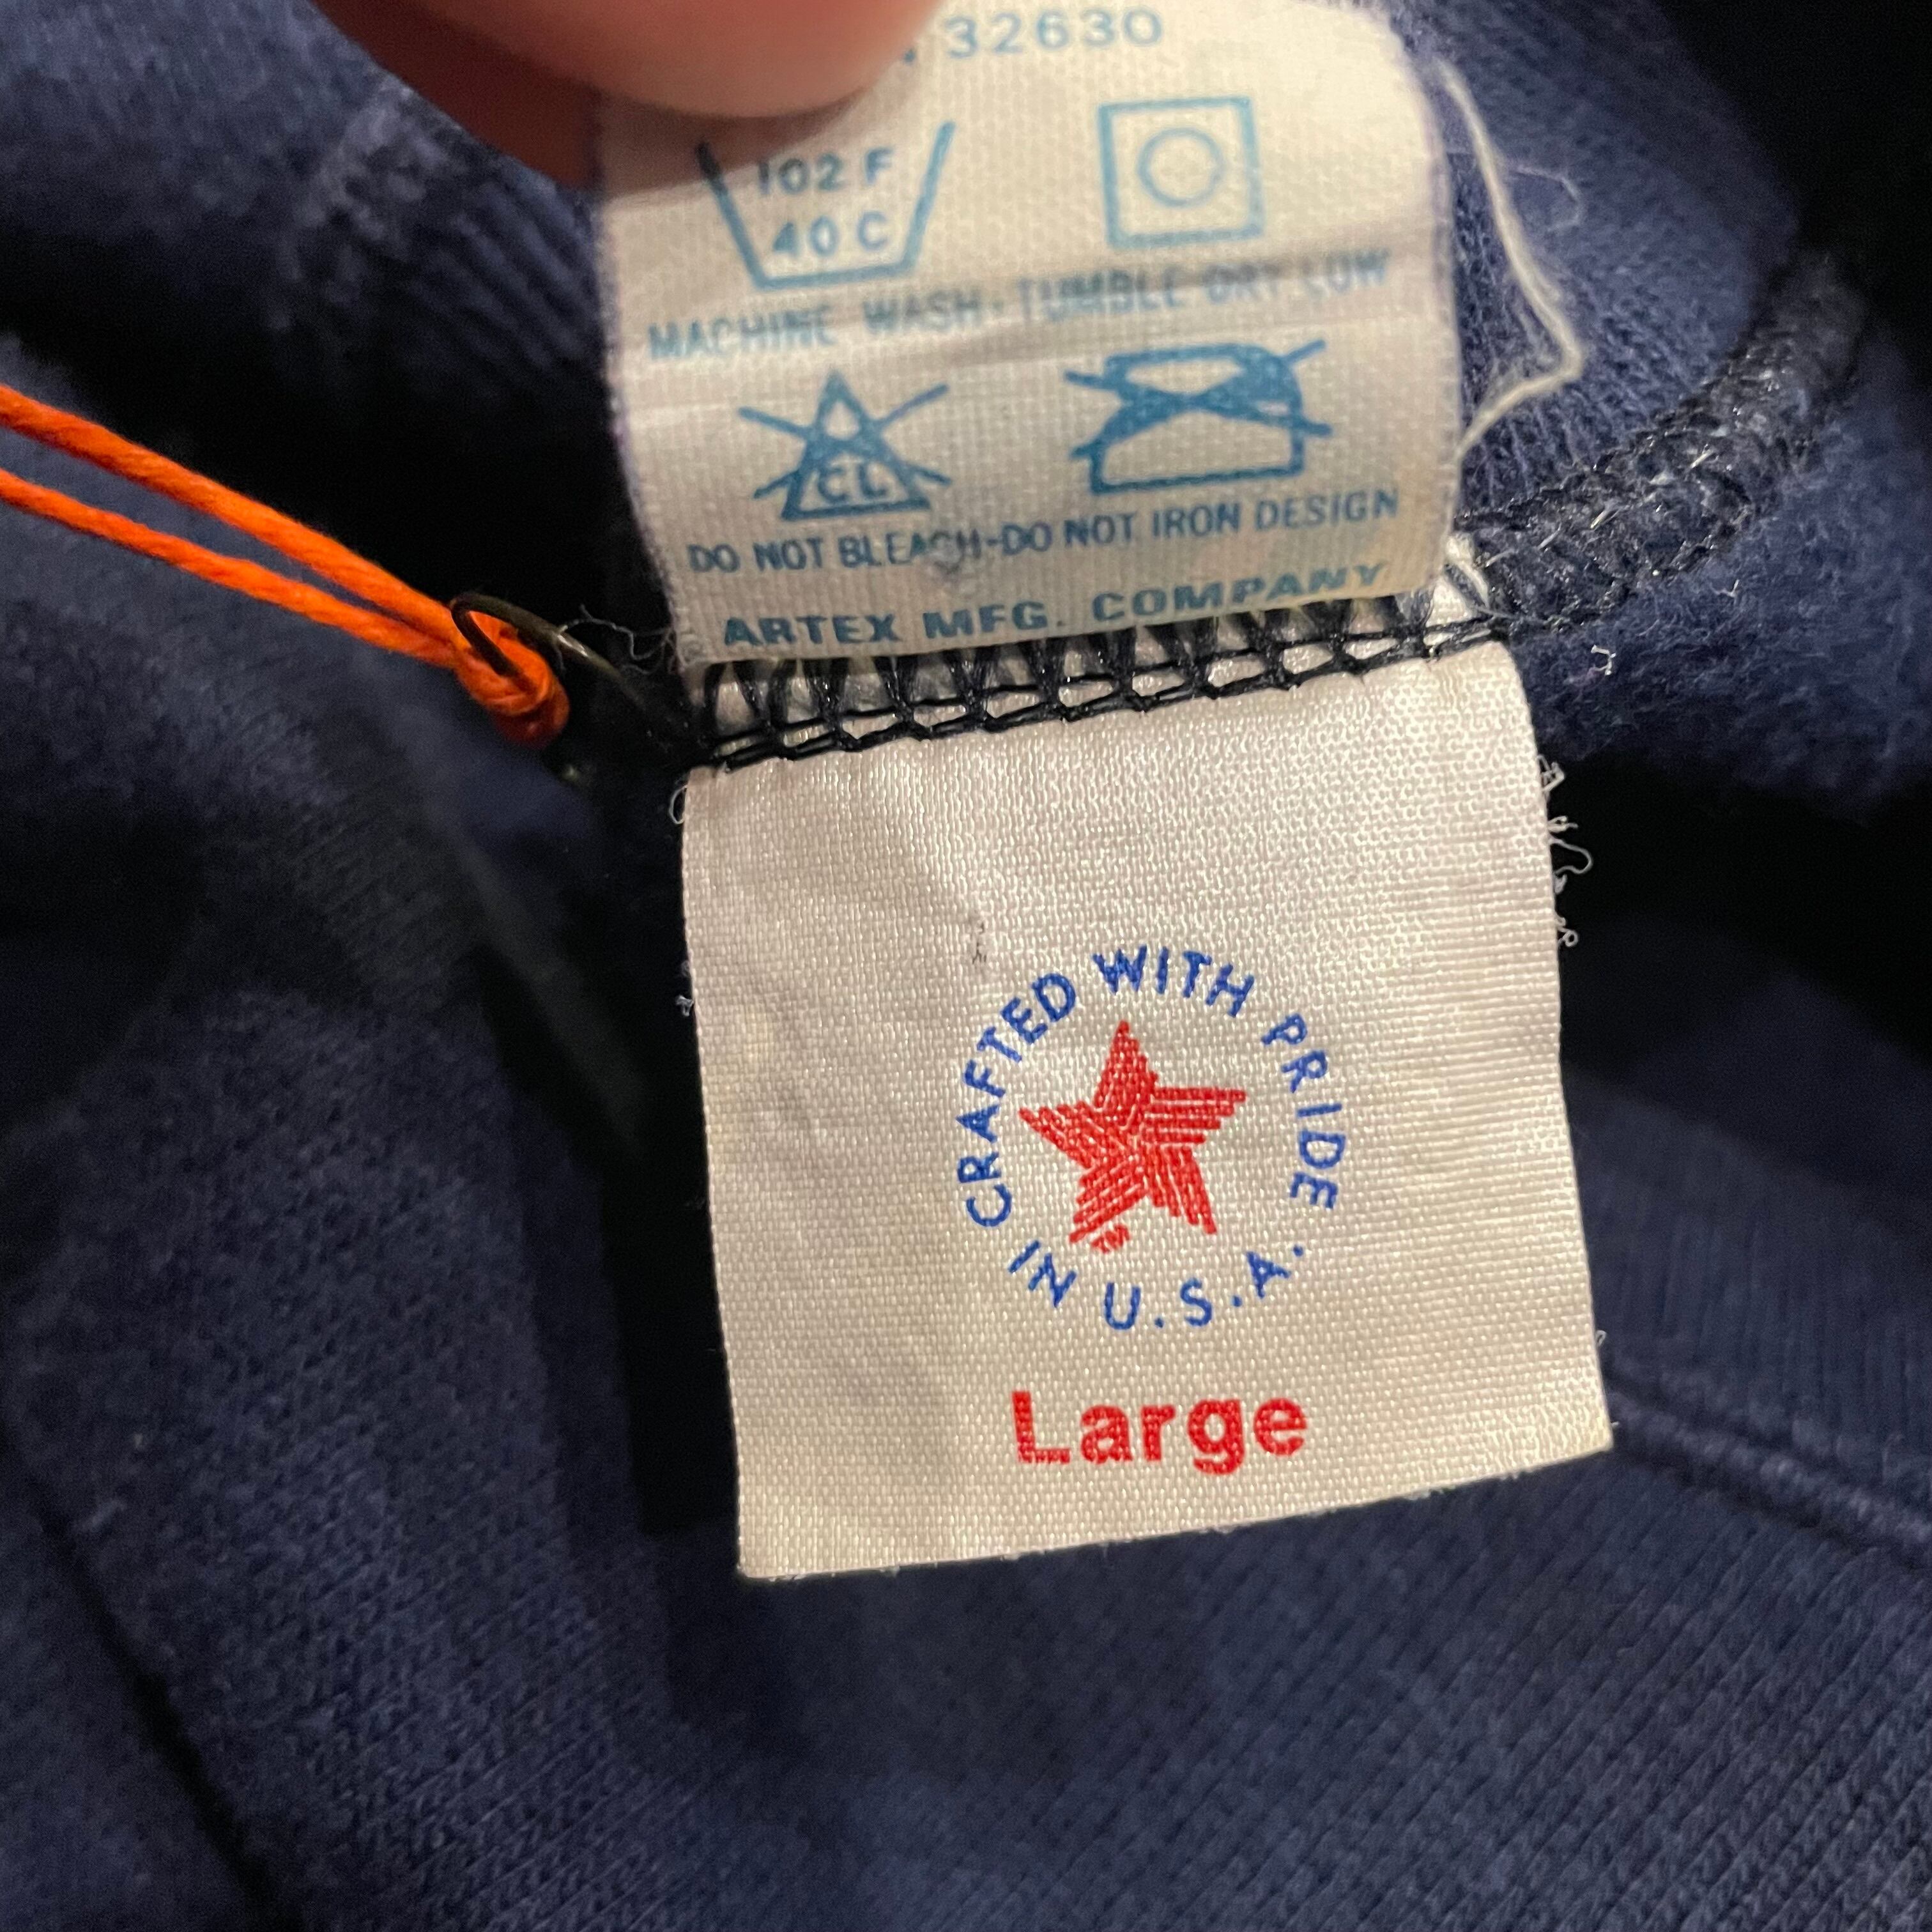 32630
102 F
40 C
MACHINE WASH-TUMBLE DRY LOW
CL
DO NOT BLEACH-DO NOT IRON DESIGN
ARTEX MFG. COMPANY
CRAFTED WITH PRIDE
IN U.S.A.
TM
Large